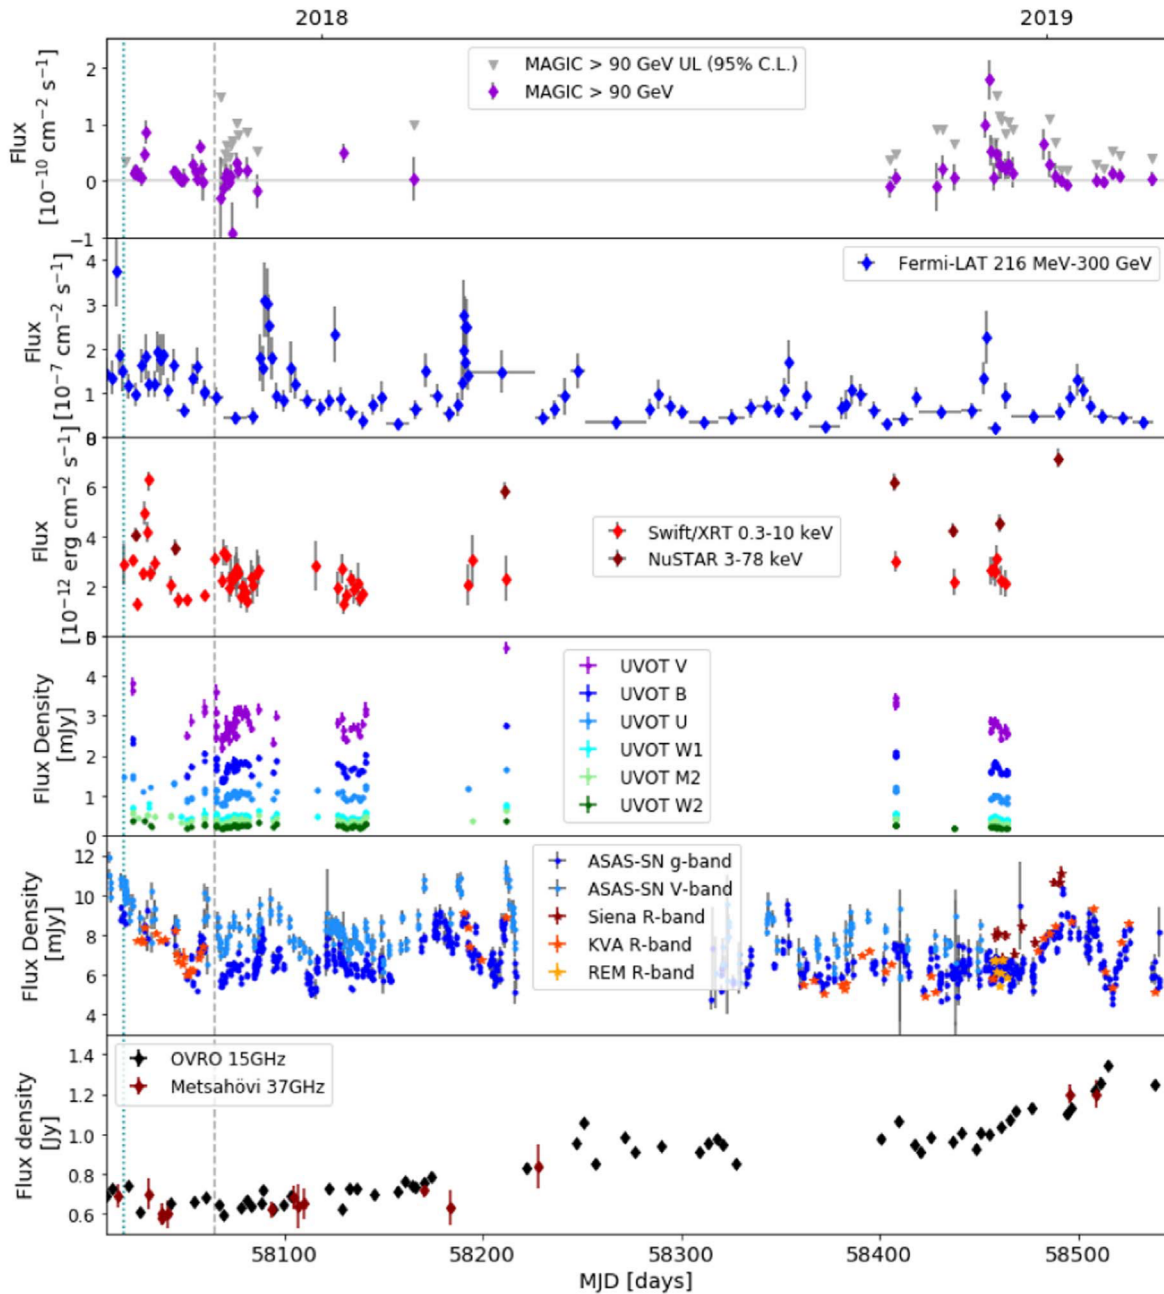 2018 2019
MAGIC > 90 GeV UL (95% C.L.)
MAGIC > 90 GeV
Flux
[10⁻¹⁰ cm⁻² s⁻¹]
2
1
0
−1
Fermi-LAT 216 MeV-300 GeV
Flux
[10⁻⁷ cm⁻² s⁻¹]
4
3
2
1
Swift/XRT 0.3-10 keV
NuSTAR 3-78 keV
Flux
[10⁻¹² erg cm⁻² s⁻¹]
6
4
2
UVOT V
UVOT B
UVOT U
UVOT W1
UVOT M2
UVOT W2
Flux Density
[mJy]
4
3
2
1
0
ASAS-SN g-band
ASAS-SN V-band
Siena R-band
KVA R-band
REM R-band
Flux Density
[mJy]
12
10
8
6
4
OVRO 15GHz
Metsahövi 37GHz
Flux density
[Jy]
1.4
1.2
1.0
0.8
0.6
58100 58200 58300 58400 58500
MJD [days]